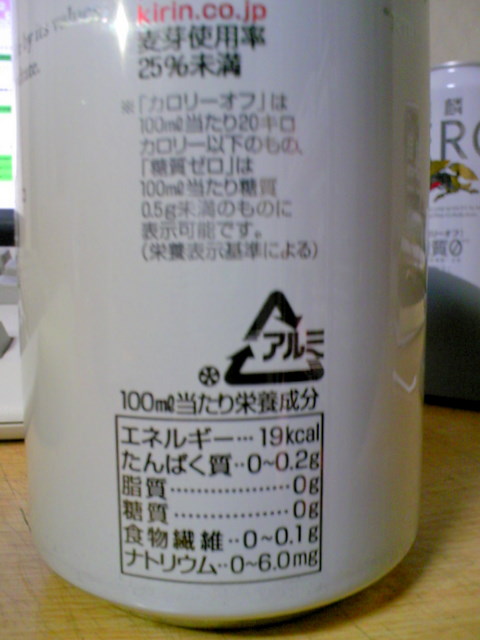 kirin.co.jp
麦芽使用率
25%未満
※「カロリーオフ」は
100ml当たり20キロ
カロリー以下のもの、
「糖質ゼロ」は
100ml当たり糖質
0.5g未満のものに
表示可能です。
(栄養表示基準による)
アルミ
100ml当たり栄養成分
エネルギー…19kcal
たんぱく質‥0~0.2g
脂質……………0g
糖質……………0g
食物繊維‥0~0.1g
ナトリウム‥0~6.0mg
麒